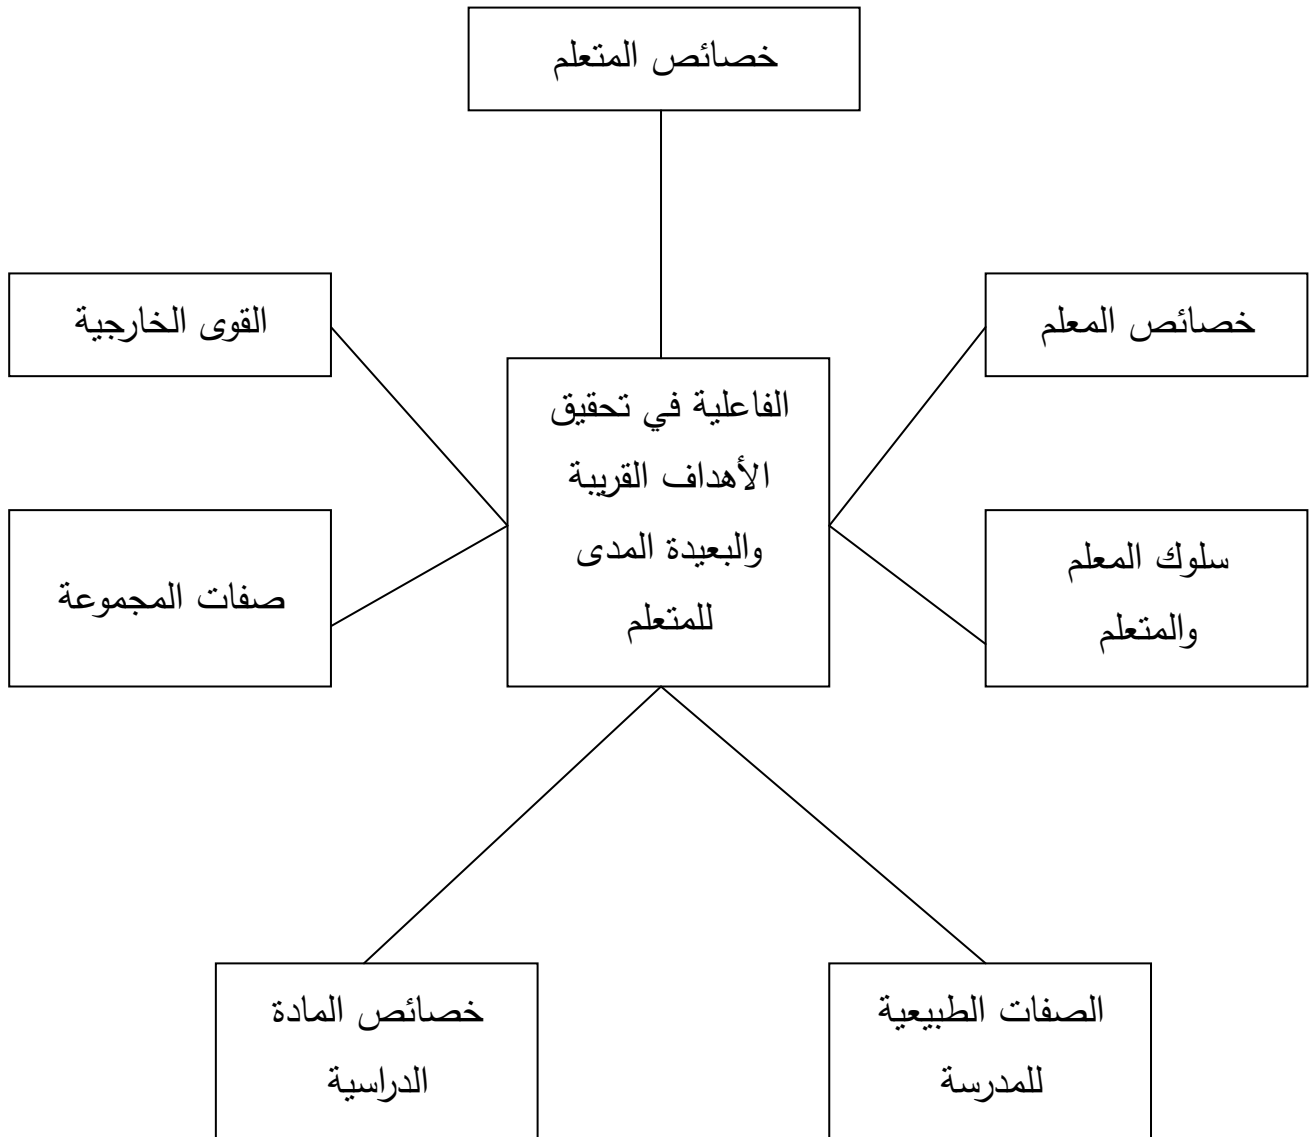 خصائص المتعلم
خصائص المعلم
القوى الخارجية
الفاعلية في تحقيق
الأهداف القريبة
والبعيدة المدى
للمتعلم
سلوك المعلم
والمتعلم
صفات المجموعة
الصفات الطبيعية
للمدرسة
خصائص المادة
الدراسية